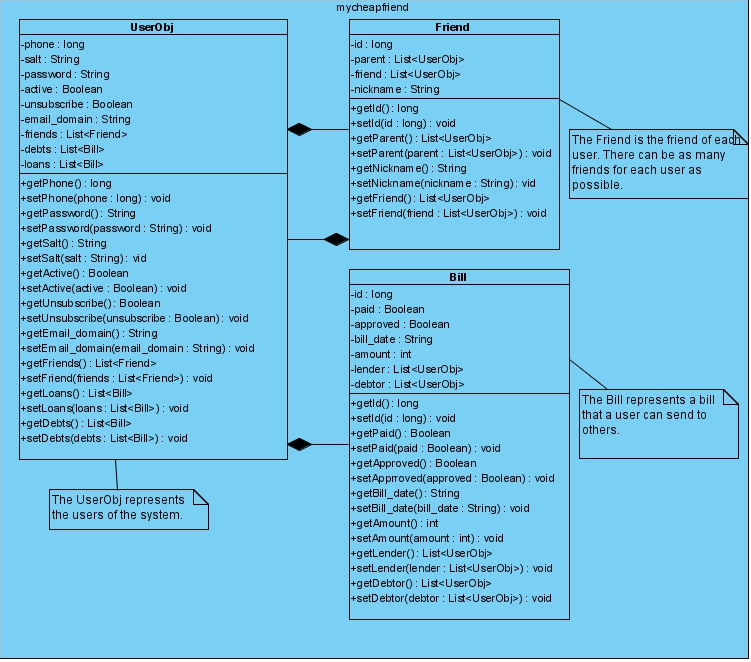 mycheapfriend
UserObj
-phone : long
-salt : String
-password : String
-active : Boolean
-unsubscribe : Boolean
-email_domain : String
-friends : List<Friend>
-debts : List<Bill>
-loans : List<Bill>
+getPhone() : long
+setPhone(phone : long) : void
+getPassword() : String
+setPassword(password : String) : void
+getSalt() : String
+setSalt(salt : String) : vid
+getActive() : Boolean
+setActive(active : Boolean) : void
+getUnsubscribe() : Boolean
+setUnsubscribe(unsubscribe : Boolean) : void
+getEmail_domain() : String
+setEmail_domain(email_domain : String) : void
+getFriends() : List<Friend>
+setFriend(friends : List<Friend>) : void
+getLoans() : List<Bill>
+setLoans(loans : List<Bill>) : void
+getDebts() : List<Bill>
+setDebts(debts : List<Bill>) : void
The UserObj represents
the users of the system.
Friend
-id : long
-parent : List<UserObj>
-friend : List<UserObj>
-nickname : String
+getId() : long
+setId(id : long) : void
+getParent() : List<UserObj>
+setParent(parent : List<UserObj>) : void
+getNickname() : String
+setNickname(nickname : String) : vid
+getFriend() : List<UserObj>
+setFriend(friend : List<UserObj>) : void
The Friend is the friend of each
user. There can be as many
friends for each user as
possible.
Bill
-id : long
-paid : Boolean
-approved : Boolean
-bill_date : String
-amount : int
-lender : List<UserObj>
-debtor : List<UserObj>
+getId() : long
+setId(id : long) : void
+getPaid() : Boolean
+setPaid(paid : Boolean) : void
+getApproved() : Boolean
+setApprroved(approved : Boolean) : void
+getBill_date() : String
+setBill_date(bill_date : String) : void
+getAmount() : int
+setAmount(amount : int) : void
+getLender() : List<UserObj>
+setLender(lender : List<UserObj>) : void
+getDebtor() : List<UserObj>
+setDebtor(debtor : List<UserObj>) : void
The Bill represents a bill
that a user can send to
others.